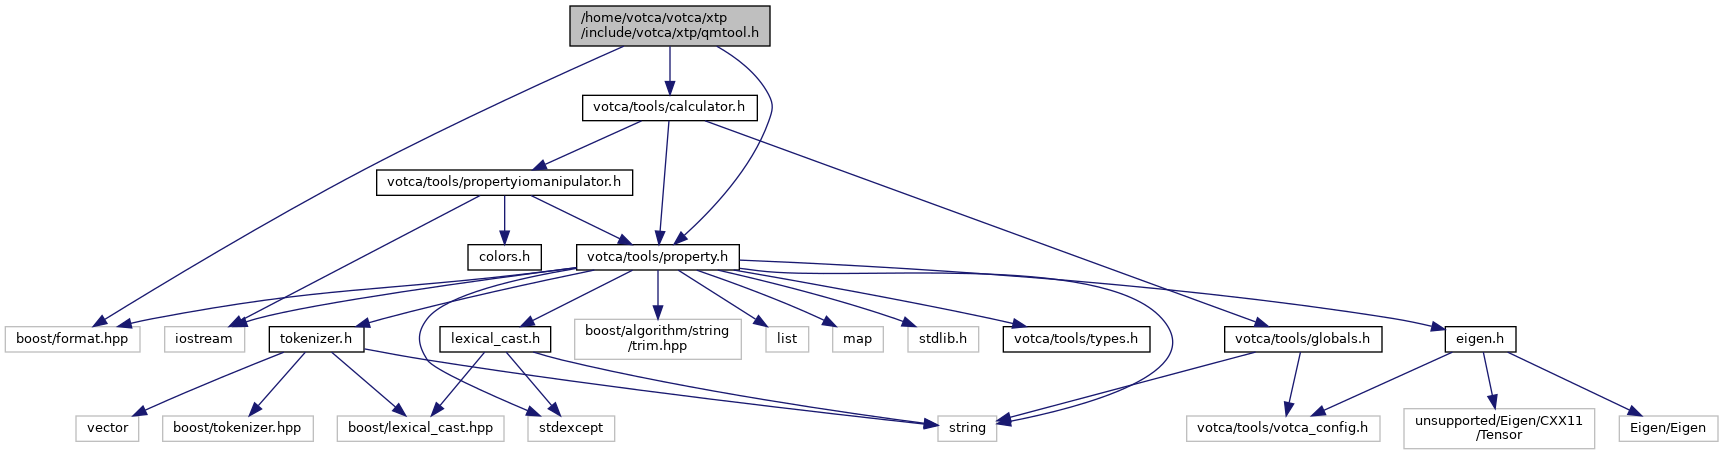 /home/votca/votca/xtp
/include/votca/xtp/qmtool.h
votca/tools/calculator.h
votca/tools/propertyiomanipulator.h
colors.h
votca/tools/property.h
boost/format.hpp
iostream
tokenizer.h
lexical_cast.h
boost/algorithm/string
/trim.hpp
list
map
stdlib.h
votca/tools/types.h
votca/tools/globals.h
eigen.h
vector
boost/tokenizer.hpp
boost/lexical_cast.hpp
stdexcept
string
votca/tools/votca_config.h
unsupported/Eigen/CXX11
/Tensor
Eigen/Eigen